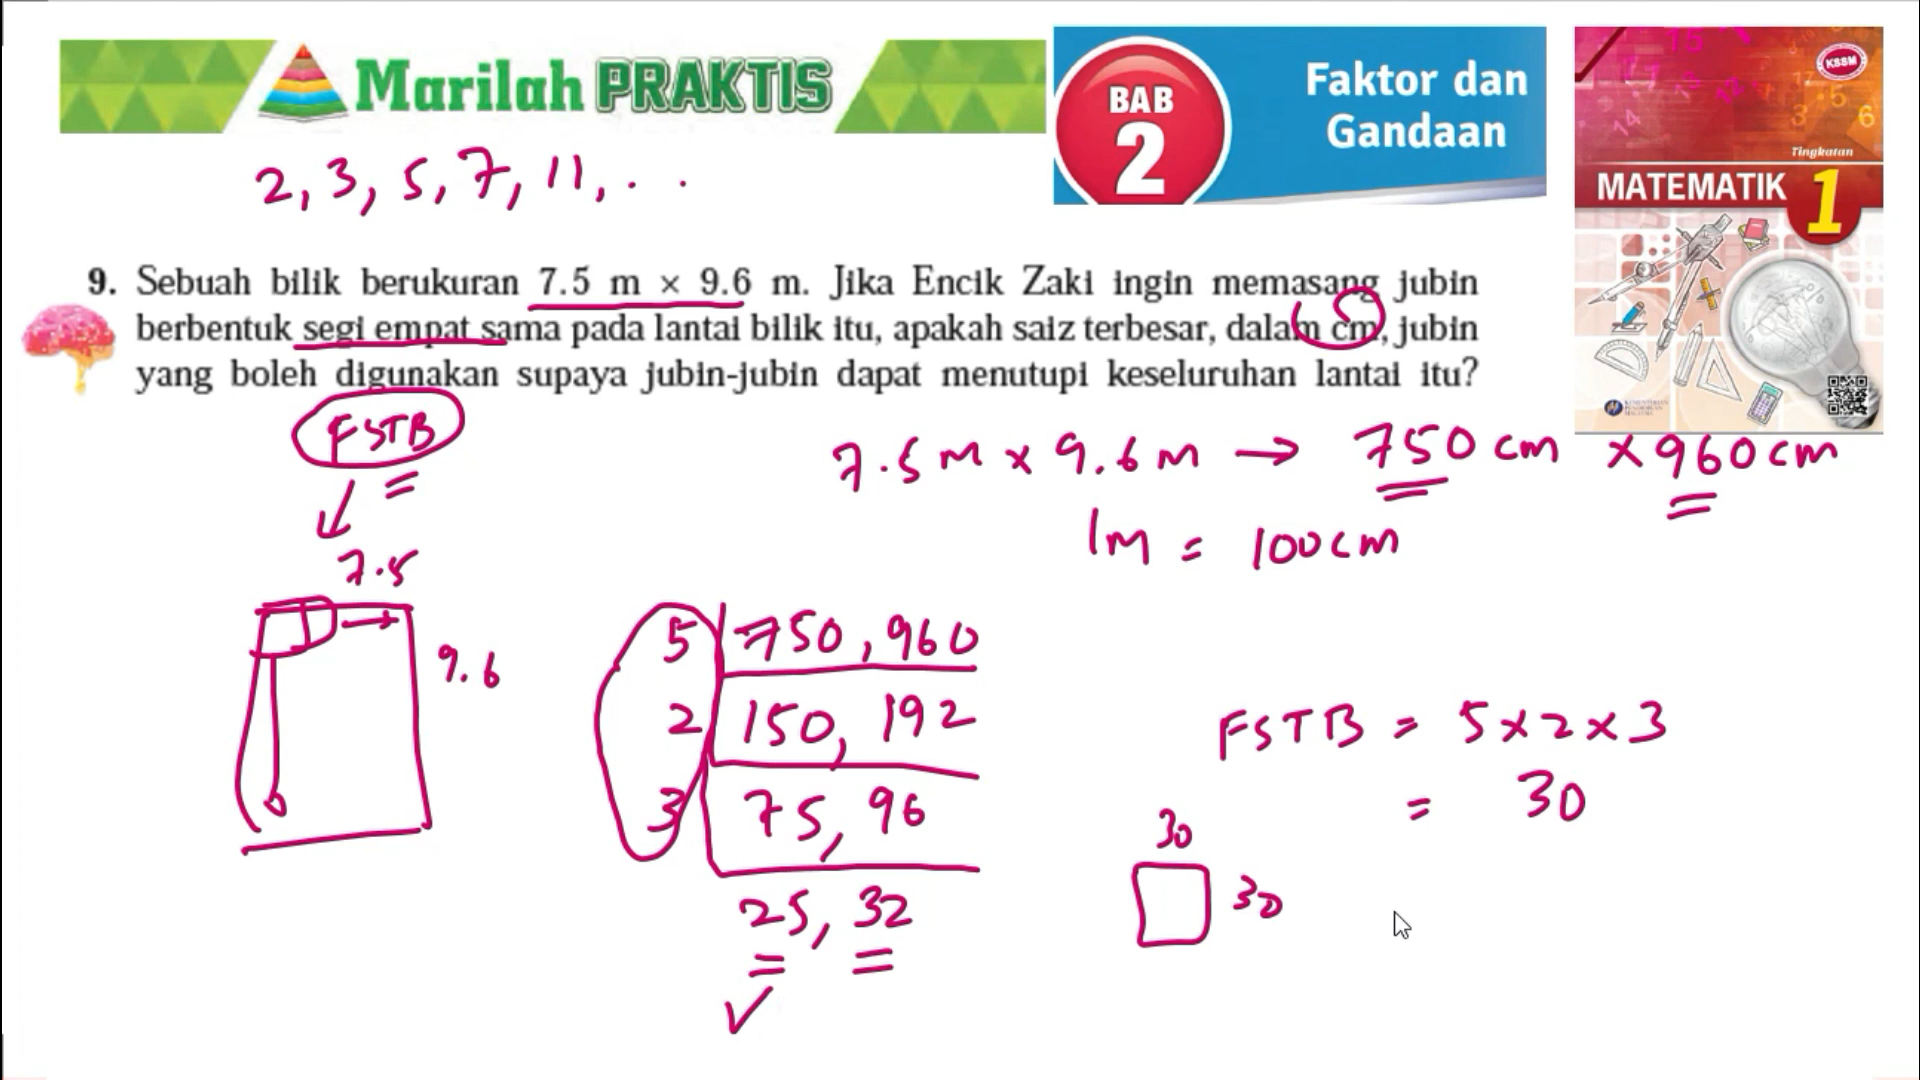 Marilah PRAKTIS
BAB
2
Faktor dan
Gandaan
KSSM
Tingkatan
MATEMATIK 1
2, 3, 5, 7, 11, . .
9. Sebuah bilik berukuran 7.5 m × 9.6 m. Jika Encik Zaki ingin memasang jubin
berbentuk segi empat sama pada lantai bilik itu, apakah saiz terbesar, dalam cm, jubin
yang boleh digunakan supaya jubin-jubin dapat menutupi keseluruhan lantai itu?
FSTB
7.5 m × 9.6 m → 750 cm × 960 cm
1m = 100 cm
7.5
9.6
5 750, 960
2 150, 192
3 75, 96
25, 32
FSTB = 5 × 2 × 3
= 30
30
30